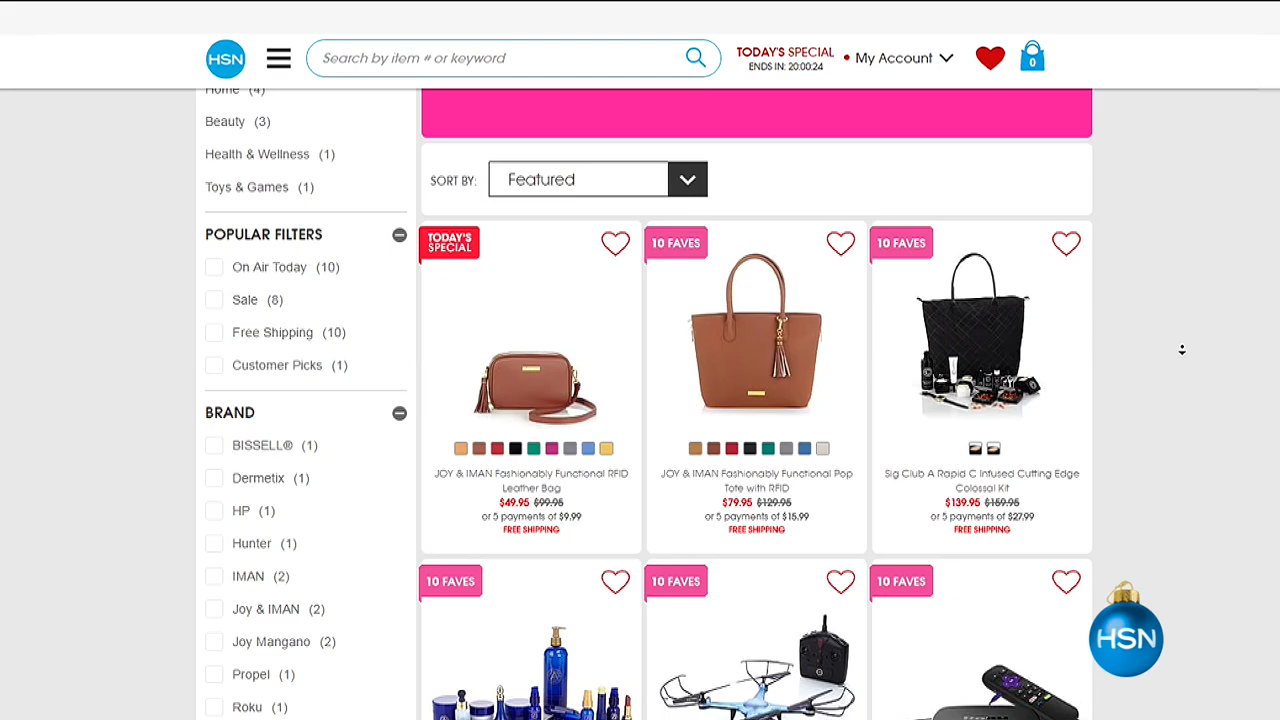 HSN
Search by item # or keyword
TODAY'S SPECIAL
ENDS IN: 20:00:24
My Account
0
Home (4)
Beauty (3)
Health & Wellness (1)
Toys & Games (1)
POPULAR FILTERS
On Air Today (10)
Sale (8)
Free Shipping (10)
Customer Picks (1)
BRAND
BISSELL® (1)
Dermetix (1)
HP (1)
Hunter (1)
IMAN (2)
Joy & IMAN (2)
Joy Mangano (2)
Propel (1)
Roku (1)
SORT BY:
Featured
TODAY'S
SPECIAL
JOY & IMAN Fashionably Functional RFID
Leather Bag
$49.95 $99.95
or 5 payments of $9.99
FREE SHIPPING
10 FAVES
JOY & IMAN Fashionably Functional Pop
Tote with RFID
$79.95 $129.95
or 5 payments of $15.99
FREE SHIPPING
10 FAVES
Sig Club A Rapid C Infused Cutting Edge
Colossal Kit
$139.95 $159.95
or 5 payments of $27.99
FREE SHIPPING
10 FAVES
10 FAVES
10 FAVES
HSN